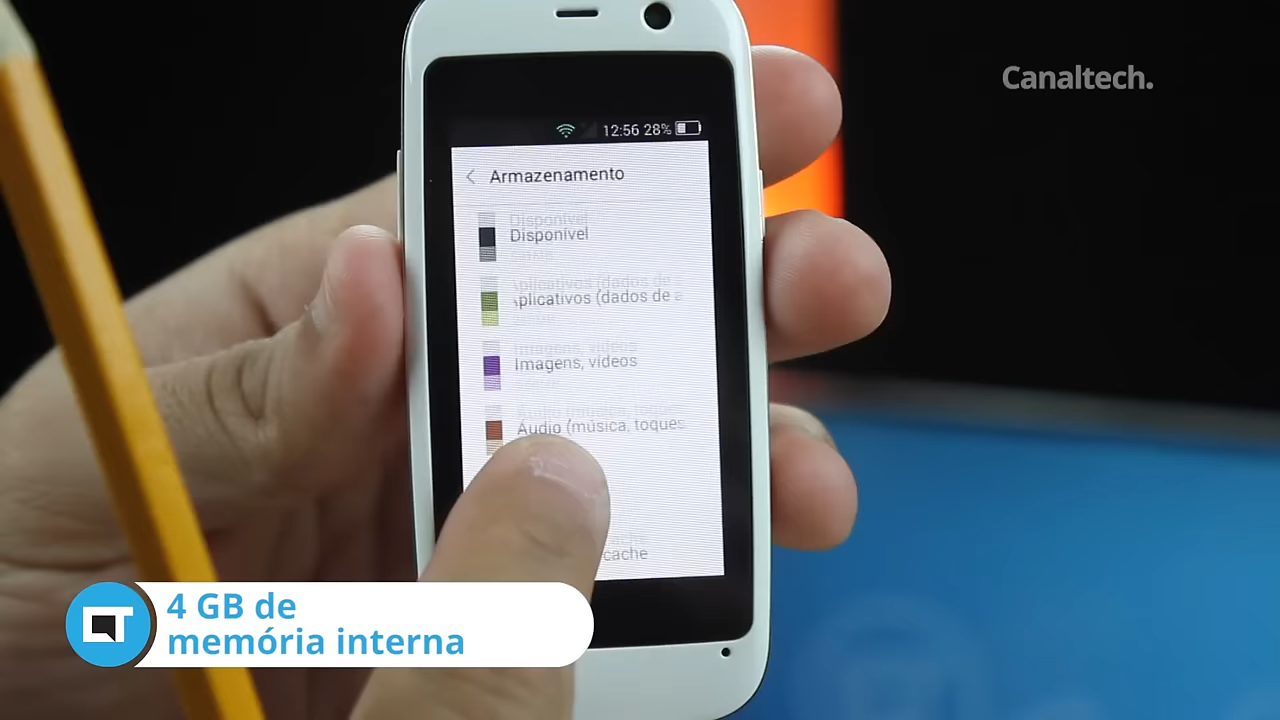 Canaltech.
12:56 28%
Armazenamento
Disponível
plicativos (dados de a
Imagens, vídeos
Áudio (música, toques
cache
4 GB de
memória interna